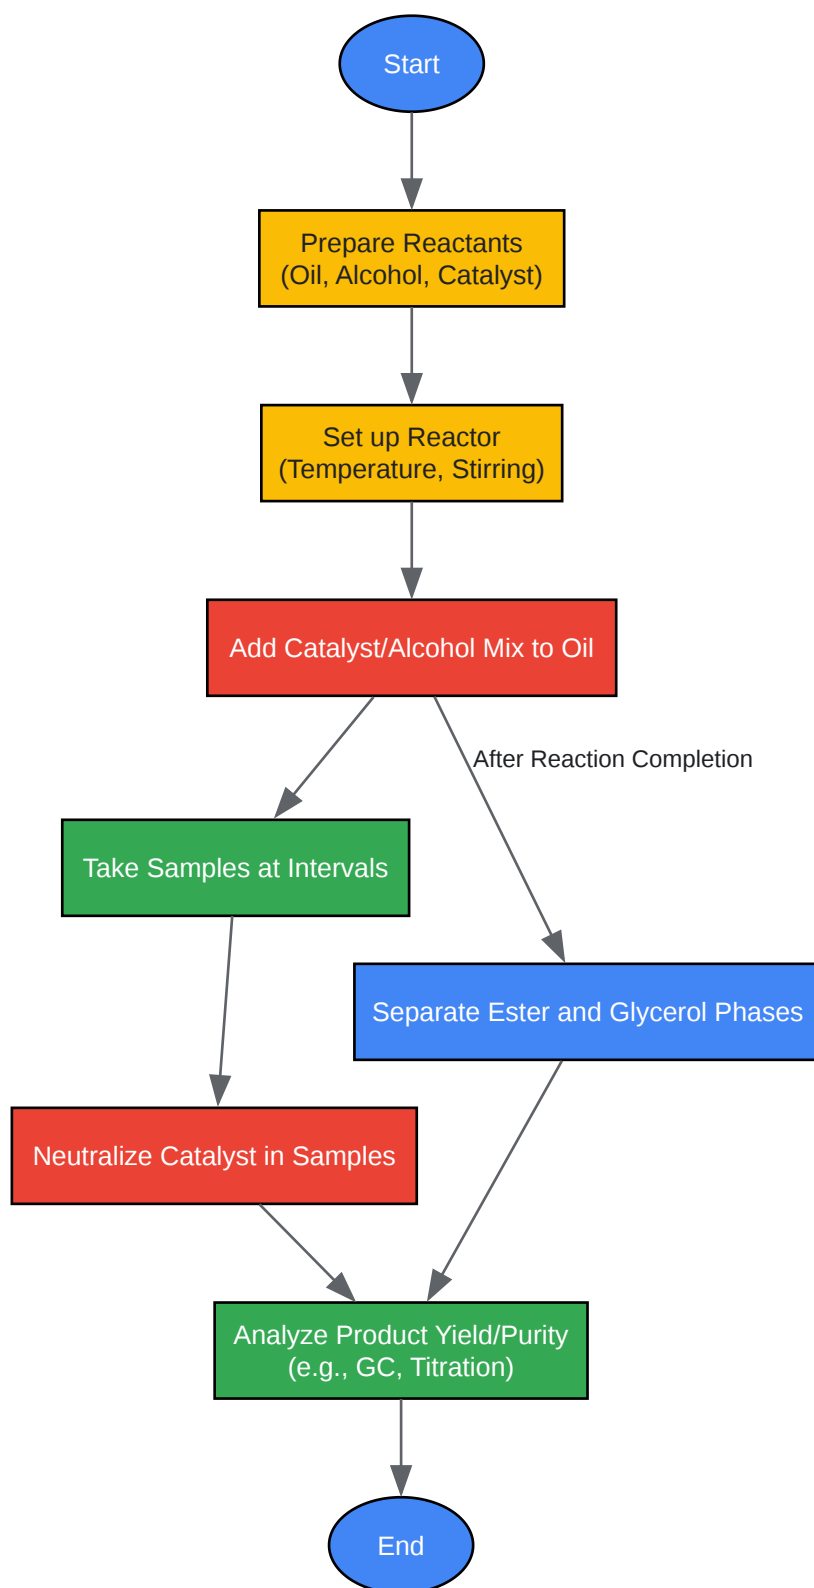 Start
Prepare Reactants
(Oil, Alcohol, Catalyst)
Set up Reactor
(Temperature, Stirring)
Add Catalyst/Alcohol Mix to Oil
After Reaction Completion
Take Samples at Intervals
Separate Ester and Glycerol Phases
Neutralize Catalyst in Samples
Analyze Product Yield/Purity
(e.g., GC, Titration)
End